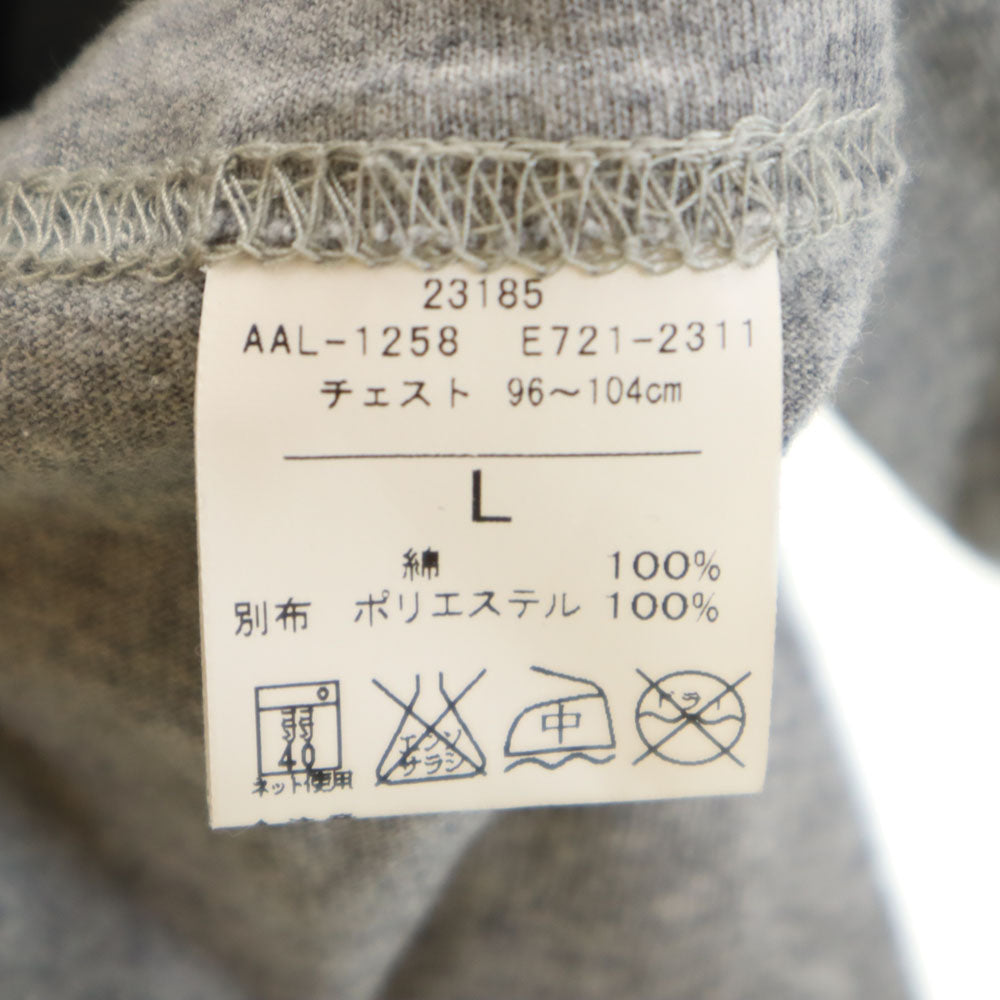 23185
AAL-1258 E721-2311
チェスト 96～104cm
L
綿 100%
別布 ポリエステル 100%
弱
40
ネット使用
エンソ
サラシ
中
ドライ